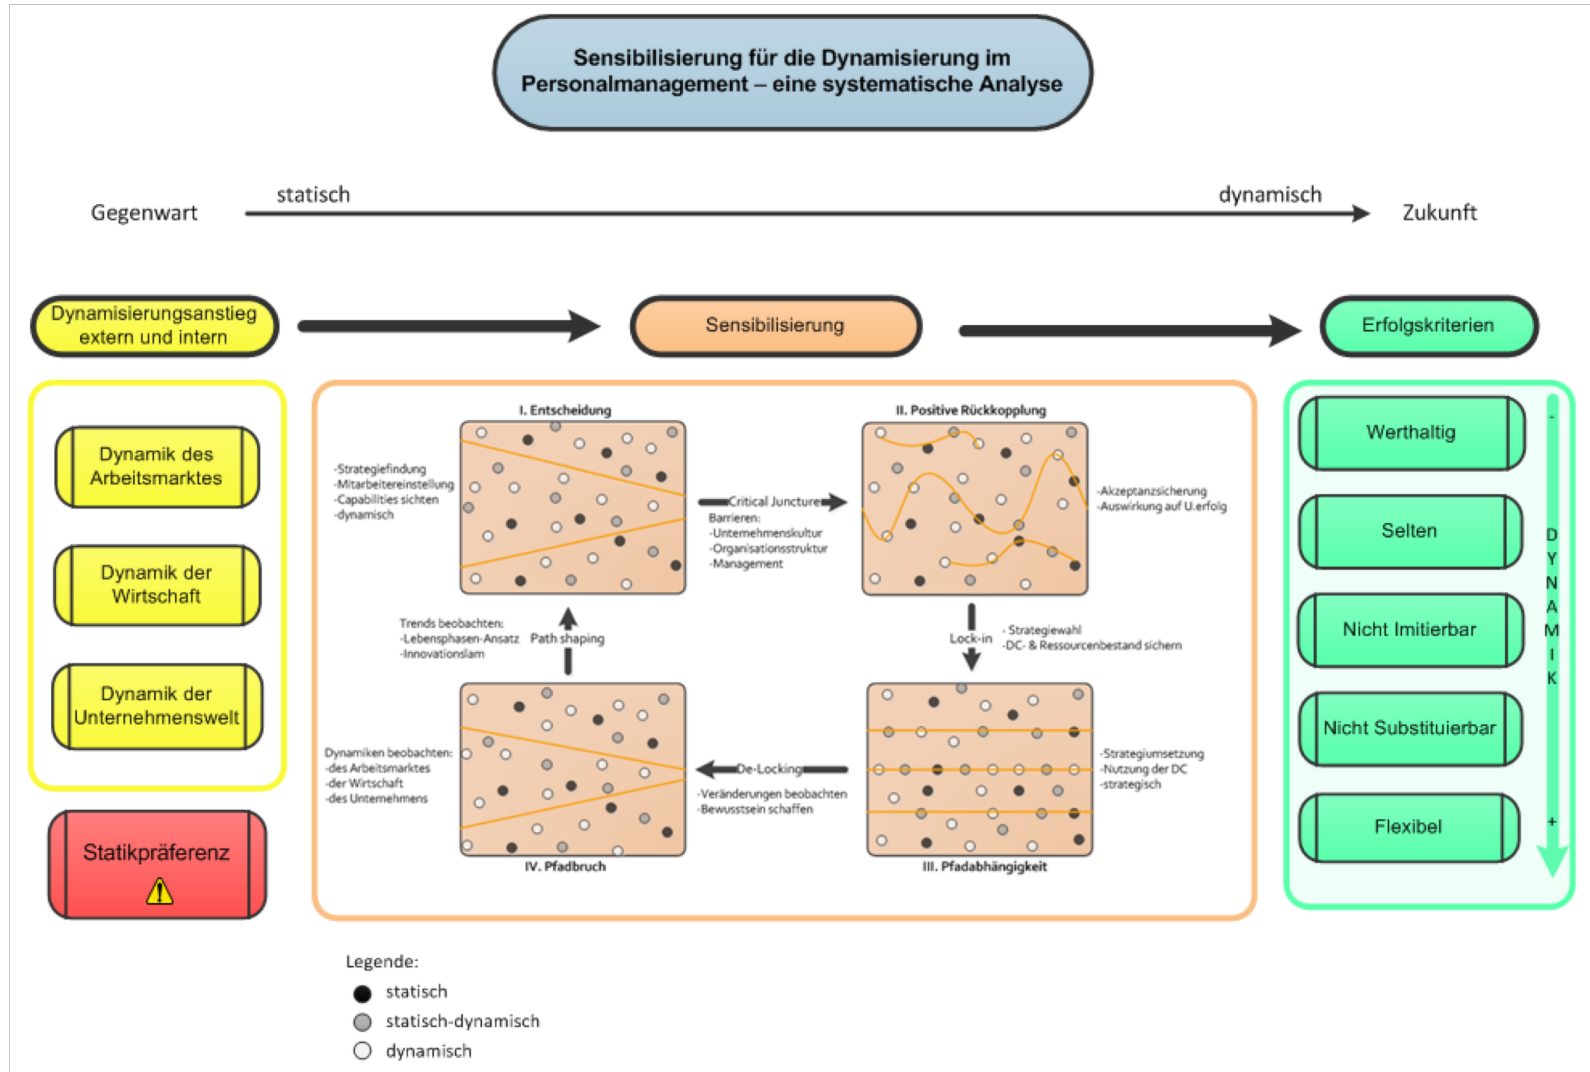 Sensibilisierung für die Dynamisierung im
Personalmanagement – eine systematische Analyse
statisch
dynamisch
Gegenwart
Zukunft
Dynamisierungsanstieg
extern und intern
Sensibilisierung
Erfolgskriterien
Dynamik des
Arbeitsmarktes
Dynamik der
Wirtschaft
Dynamik der
Unternehmenswelt
Statikpräferenz
I. Entscheidung
-Strategiefindung
-Mitarbeitereinstellung
-Capabilities sichten
-dynamisch
Critical Juncture
Barrieren:
-Unternehmenskultur
-Organisationsstruktur
-Management
II. Positive Rückkopplung
-Akzeptanzsicherung
-Auswirkung auf U.erfolg
Lock-in
- Strategiewahl
-DC- & Ressourcenbestand sichern
-Strategieumsetzung
-Nutzung der DC
-strategisch
III. Pfadabhängigkeit
De-Locking
-Veränderungen beobachten
-Bewusstsein schaffen
Dynamiken beobachten:
-des Arbeitsmarktes
-der Wirtschaft
-des Unternehmens
IV. Pfadbruch
Trends beobachten:
-Lebensphasen-Ansatz
-Innovationslam
Path shaping
Werthaltig
Selten
Nicht Imitierbar
Nicht Substituierbar
Flexibel
-
D
Y
N
A
M
I
K
+
Legende:
statisch
statisch-dynamisch
dynamisch